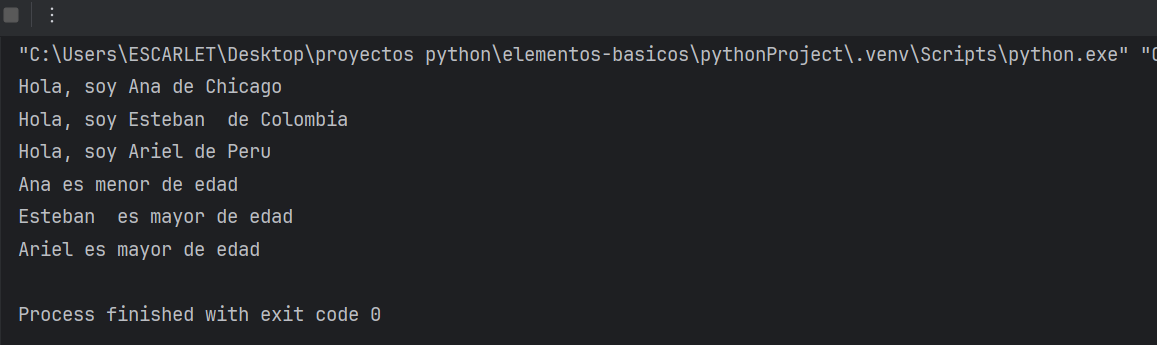 "C:\Users\ESCARLET\Desktop\proyectos python\elementos-basicos\pythonProject\.venv\Scripts\python.exe" "C
Hola, soy Ana de Chicago
Hola, soy Esteban  de Colombia
Hola, soy Ariel de Peru
Ana es menor de edad
Esteban  es mayor de edad
Ariel es mayor de edad
Process finished with exit code 0